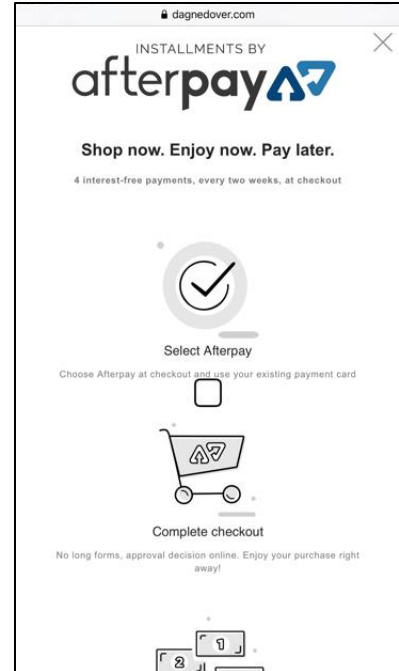 dagnedover.com
INSTALLMENTS BY
afterpay
Shop now. Enjoy now. Pay later.
4 interest-free payments, every two weeks, at checkout
Select Afterpay
Choose Afterpay at checkout and use your existing payment card
Complete checkout
No long forms, approval decision online. Enjoy your purchase right
away!
1
2